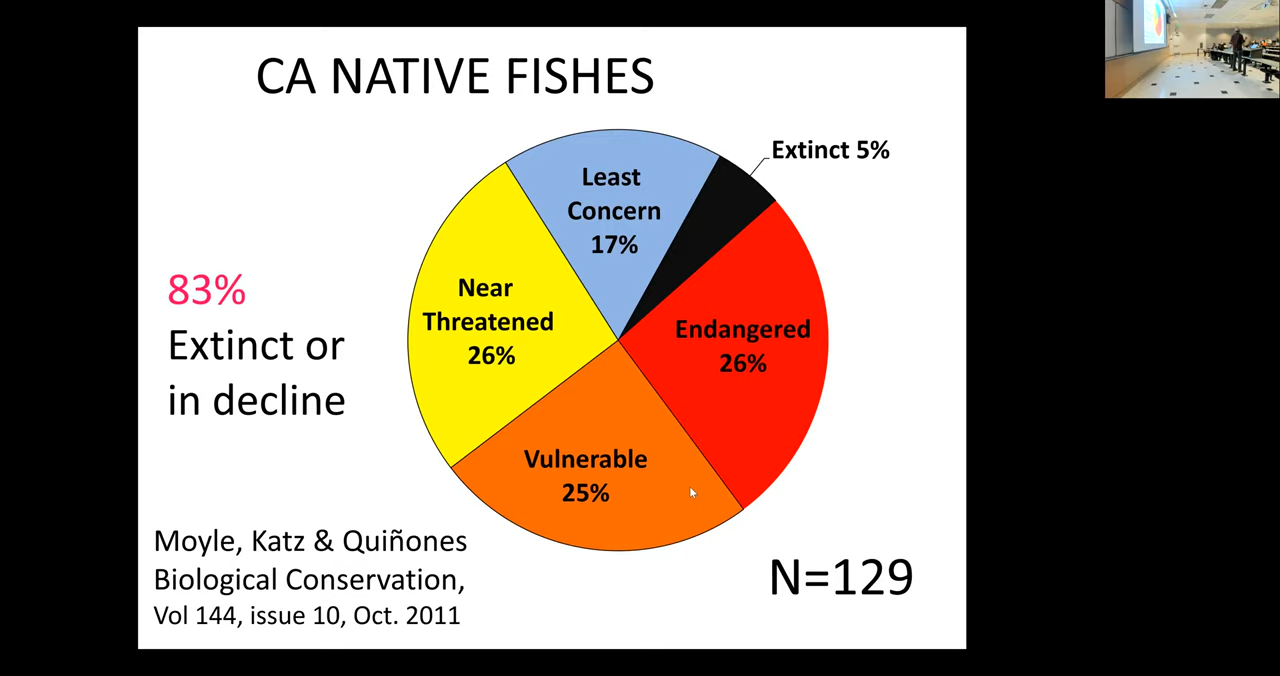 CA NATIVE FISHES
Extinct 5%
Least
Concern
17%
Near
Threatened
26%
Endangered
26%
Vulnerable
25%
83%
Extinct or
in decline
Moyle, Katz & Quiñones
Biological Conservation,
Vol 144, issue 10, Oct. 2011
N=129